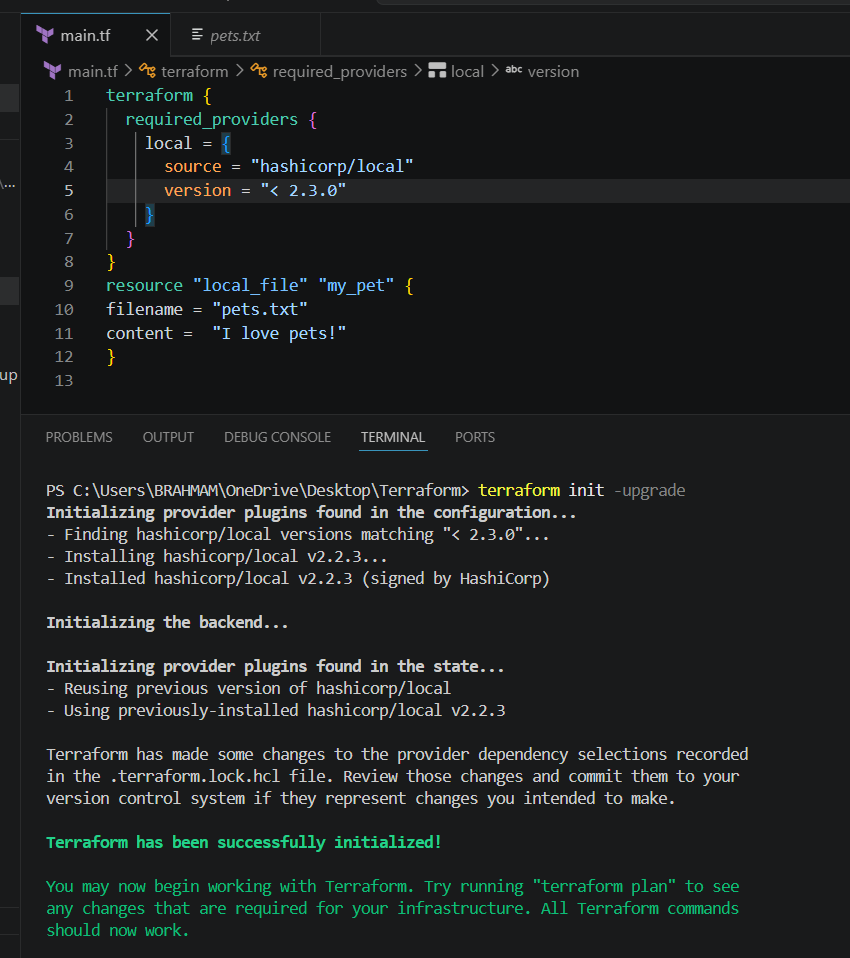 main.tf
pets.txt
main.tf > terraform > required_providers > local > abc version
1 terraform {
2   required_providers {
3     local = {
4       source = "hashicorp/local"
5       version = "< 2.3.0"
6     }
7   }
8 }
9 resource "local_file" "my_pet" {
10 filename = "pets.txt"
11 content =  "I love pets!"
12 }
13
\...
up
PROBLEMS OUTPUT DEBUG CONSOLE TERMINAL PORTS
PS C:\Users\BRAHMAM\OneDrive\Desktop\Terraform> terraform init -upgrade
Initializing provider plugins found in the configuration...
- Finding hashicorp/local versions matching "< 2.3.0"...
- Installing hashicorp/local v2.2.3...
- Installed hashicorp/local v2.2.3 (signed by HashiCorp)
Initializing the backend...
Initializing provider plugins found in the state...
- Reusing previous version of hashicorp/local
- Using previously-installed hashicorp/local v2.2.3
Terraform has made some changes to the provider dependency selections recorded
in the .terraform.lock.hcl file. Review those changes and commit them to your
version control system if they represent changes you intended to make.
Terraform has been successfully initialized!
You may now begin working with Terraform. Try running "terraform plan" to see
any changes that are required for your infrastructure. All Terraform commands
should now work.